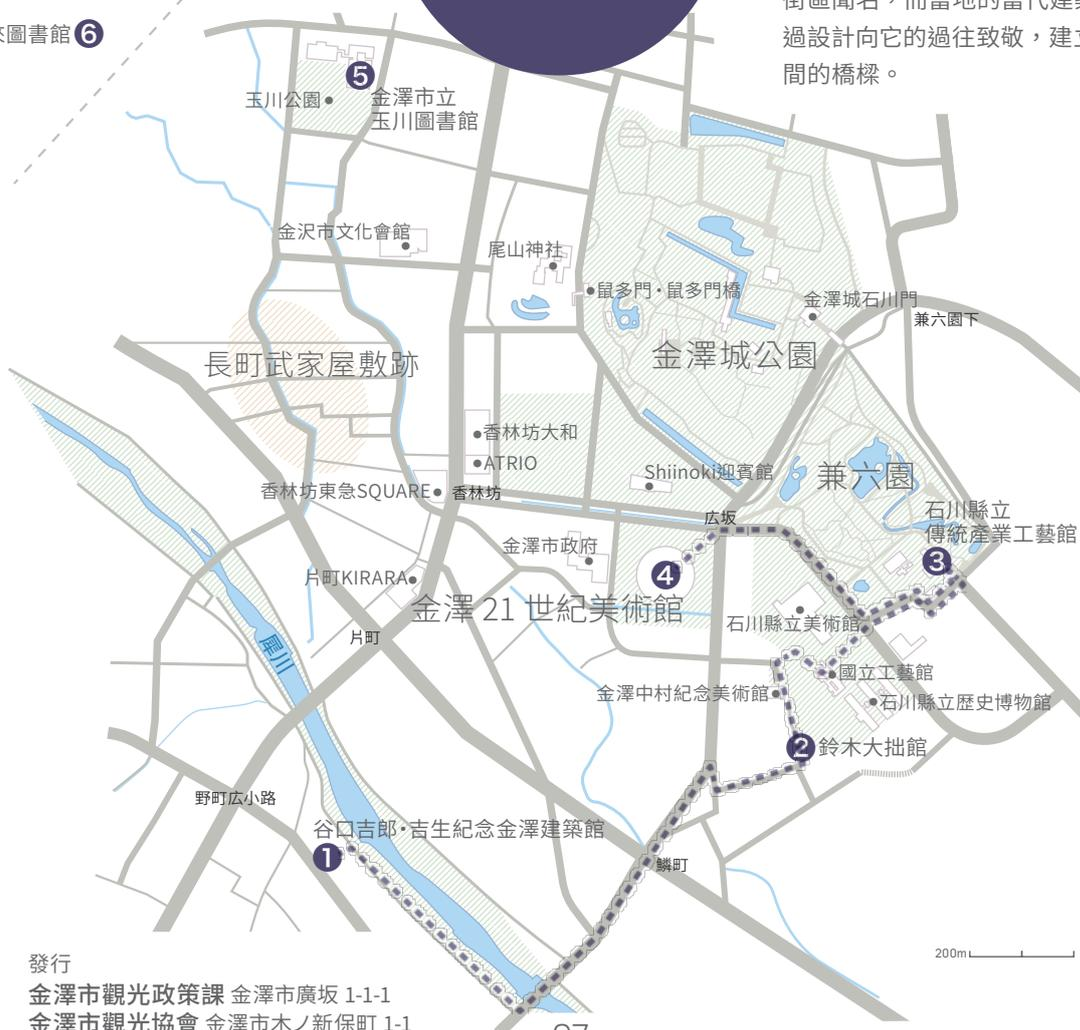 過設計向它的過往致敬，建立
間的橋樑。
圖書館 6
5
玉川公園
金澤市立
玉川圖書館
金沢市文化會館
尾山神社
鼠多門・鼠多門橋
金澤城石川門
兼六園下
長町武家屋敷跡
金澤城公園
香林坊大和
ATRIO
Shiinoki迎賓館
兼六園
香林坊東急SQUARE
香林坊
広坂
石川縣立
傳統產業工藝館
3
金澤市政府
4
片町KIRARA
金澤 21 世紀美術館
石川縣立美術館
片町
犀川
國立工藝館
金澤中村紀念美術館
石川縣立歴史博物館
2 鈴木大拙館
野町広小路
谷口吉郎・吉生紀念金澤建築館
1
鱗町
200m
發行
金澤市觀光政策課 金澤市廣坂 1-1-1
金澤市觀光協會 金澤市木ノ新保町 1-1